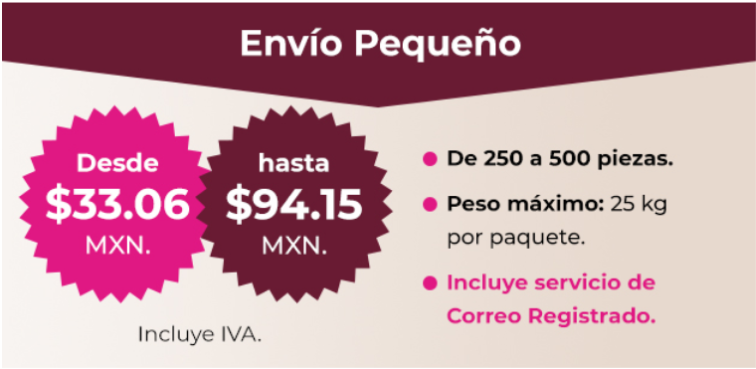 Envío Pequeño
Desde
$33.06
MXN.
hasta
$94.15
MXN.
Incluye IVA.
De 250 a 500 piezas.
Peso máximo: 25 kg
por paquete.
Incluye servicio de
Correo Registrado.